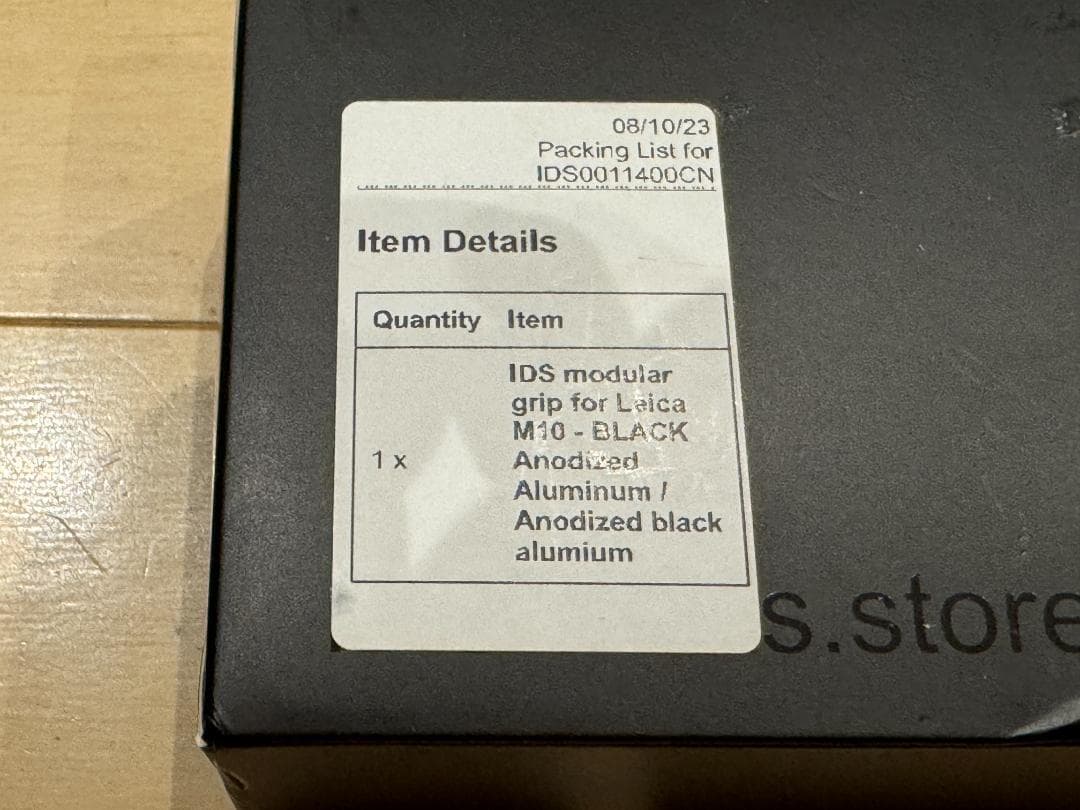 08/10/23
Packing List for
IDS0011400CN
Item Details
Quantity Item
1 x
IDS modular
grip for Leica
M10 - BLACK
Anodized
Aluminum /
Anodized black
alumium
s.store